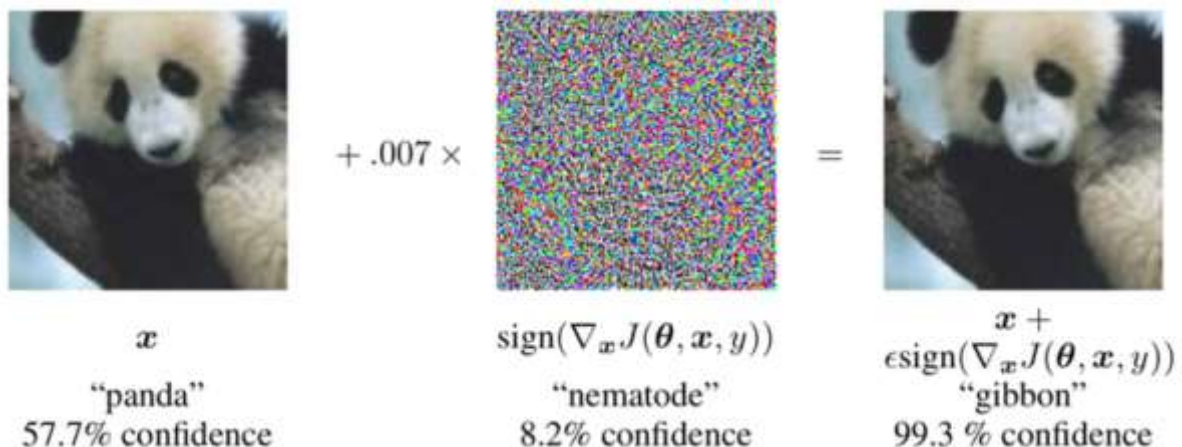 + .007 ×
=
x
sign(∇ₓJ(θ, x, y))
x +
ϵsign(∇ₓJ(θ, x, y))
“panda”
“nematode”
“gibbon”
57.7% confidence
8.2% confidence
99.3 % confidence